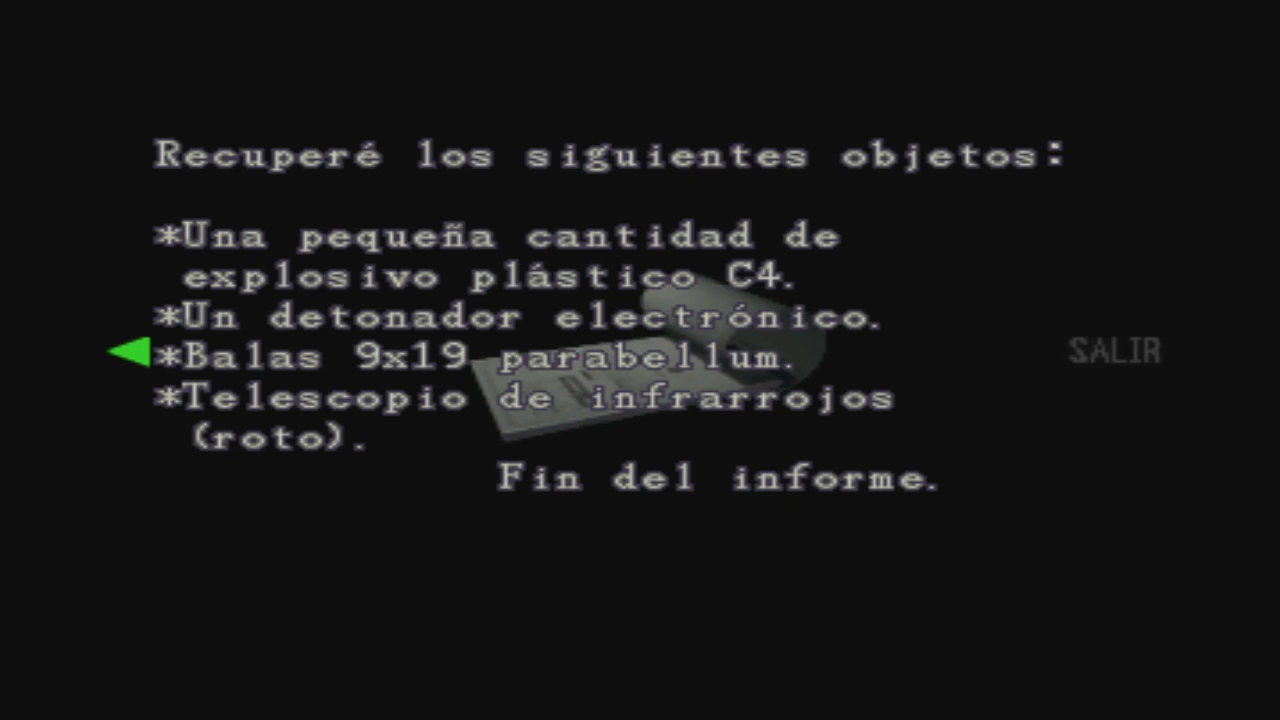 Recuperé los siguientes objetos:
*Una pequeña cantidad de
explosivo plástico C4.
*Un detonador electrónico.
*Balas 9x19 parabellum.
SALIR
*Telescopio de infrarrojos
(roto).
Fin del informe.